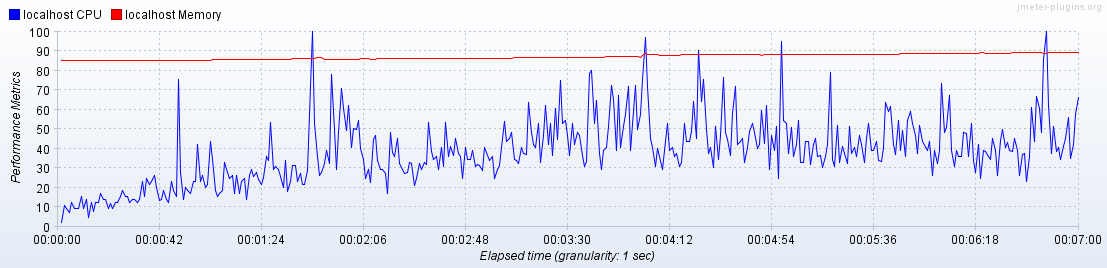 localhost CPU localhost Memory
jmeter-plugins.org
100
90
80
70
60
50
40
30
20
10
0
Performance Metrics
00:00:00 00:00:42 00:01:24 00:02:06 00:02:48 00:03:30 00:04:12 00:04:54 00:05:36 00:06:18 00:07:00
Elapsed time (granularity: 1 sec)